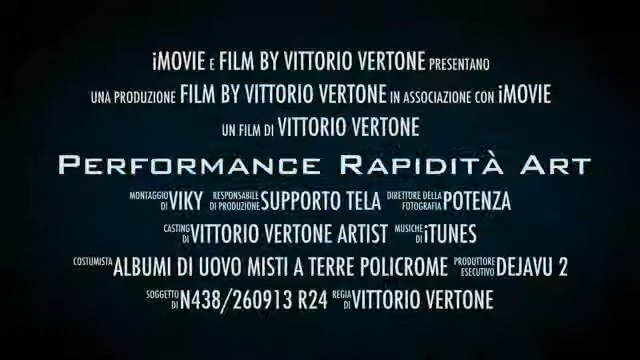 iMOVIE E FILM BY VITTORIO VERTONE PRESENTANO
UNA PRODUZIONE FILM BY VITTORIO VERTONE IN ASSOCIAZIONE CON iMOVIE
UN FILM DI VITTORIO VERTONE
PERFORMANCE RAPIDITÀ ART
MONTAGGIO DI VIKY RESPONSABILE DI PRODUZIONE SUPPORTO TELA DIRETTORE DELLA FOTOGRAFIA POTENZA
CASTING DI VITTORIO VERTONE ARTIST MUSICHE DI iTUNES
COSTUMISTA ALBUMI DI UOVO MISTI A TERRE POLICROME PRODUTTORE ESECUTIVO DEJAVU 2
SOGGETTO DI N438/260913 R24 REGIA DI VITTORIO VERTONE